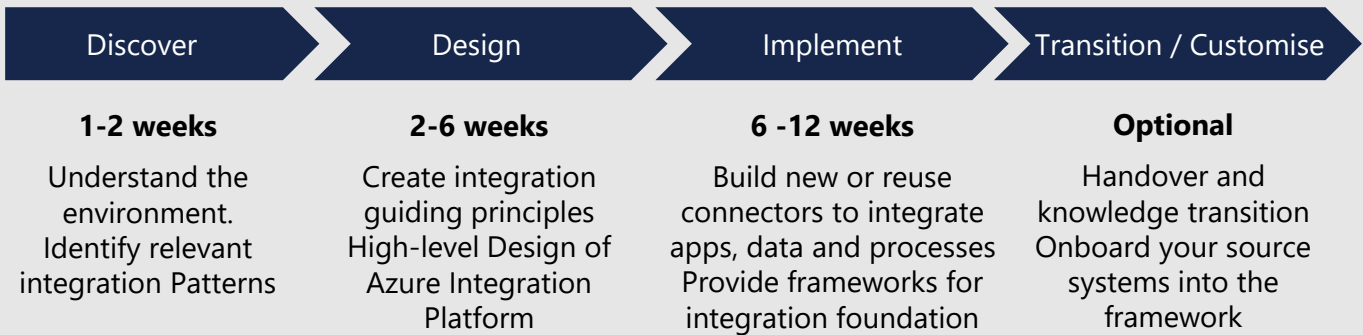 Discover
Design
Implement
Transition / Customise
1-2 weeks
Understand the
environment.
Identify relevant
integration Patterns
2-6 weeks
Create integration
guiding principles
High-level Design of
Azure Integration
Platform
6 -12 weeks
Build new or reuse
connectors to integrate
apps, data and processes
Provide frameworks for
integration foundation
Optional
Handover and
knowledge transition
Onboard your source
systems into the
framework